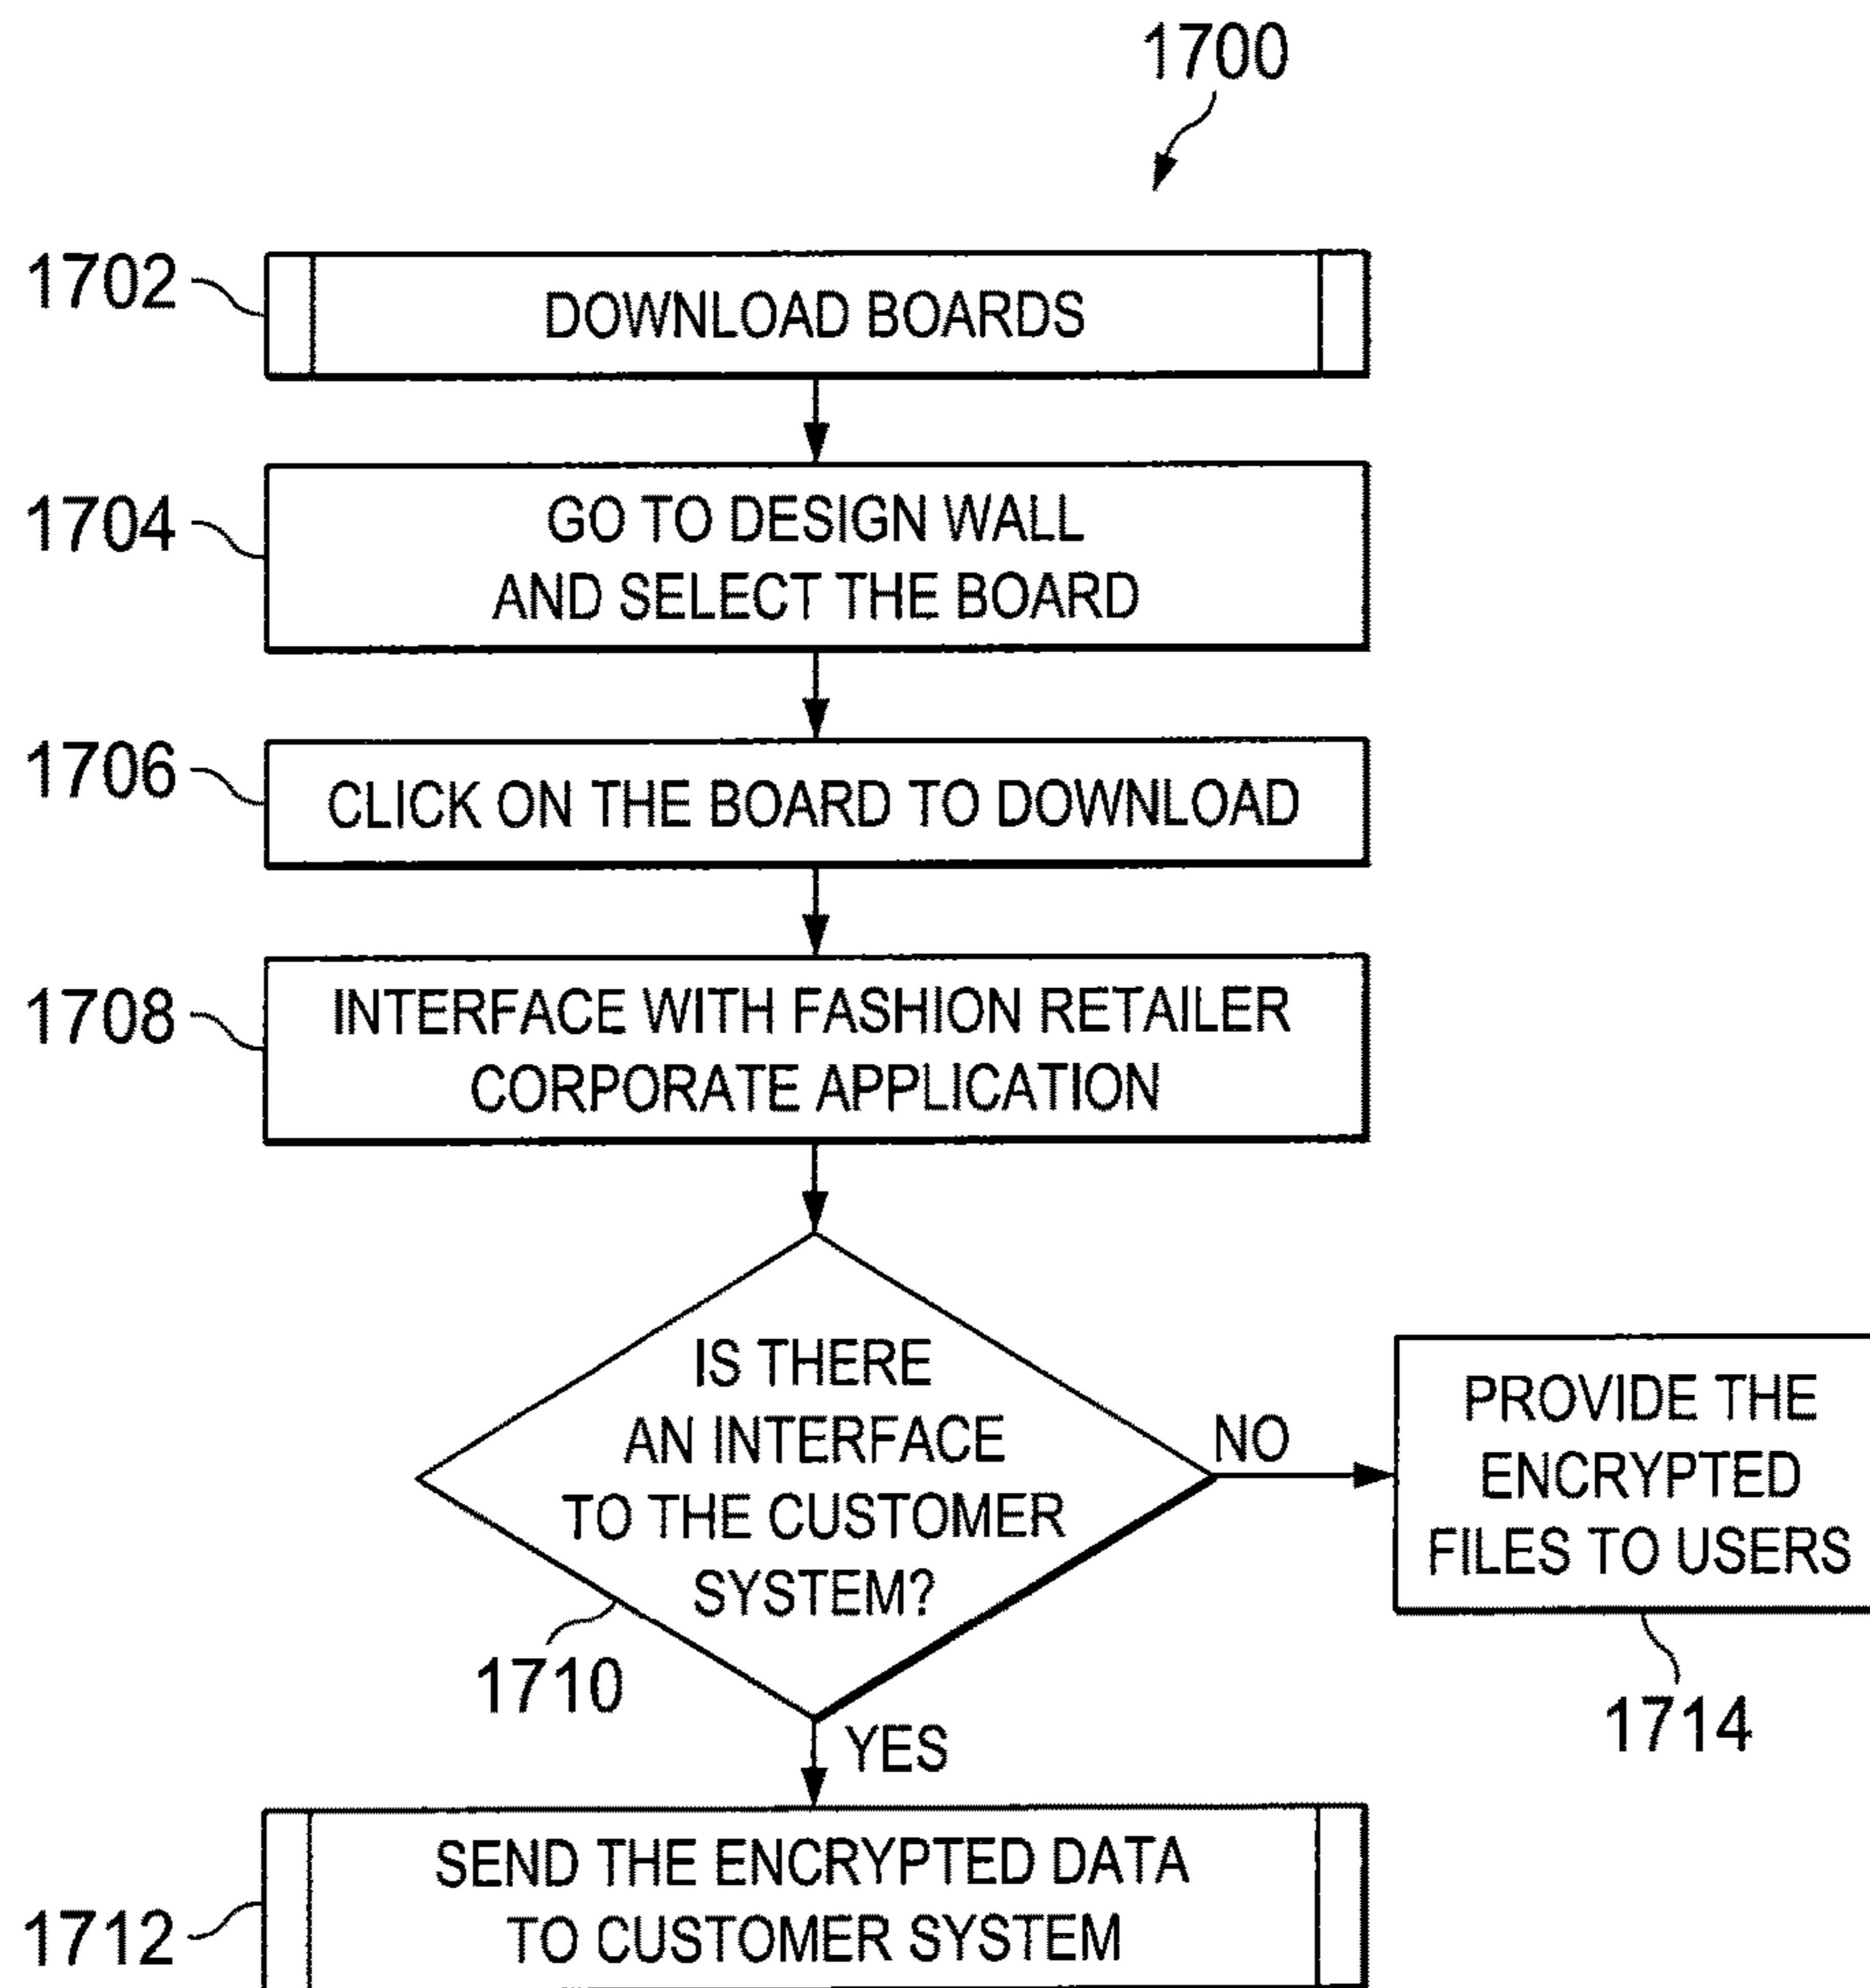 1700
1702
DOWNLOAD BOARDS
1704
GO TO DESIGN WALL
AND SELECT THE BOARD
1706
CLICK ON THE BOARD TO DOWNLOAD
1708
INTERFACE WITH FASHION RETAILER
CORPORATE APPLICATION
IS THERE
AN INTERFACE
TO THE CUSTOMER
SYSTEM?
1710
NO
PROVIDE THE
ENCRYPTED
FILES TO USERS
1714
YES
1712
SEND THE ENCRYPTED DATA
TO CUSTOMER SYSTEM